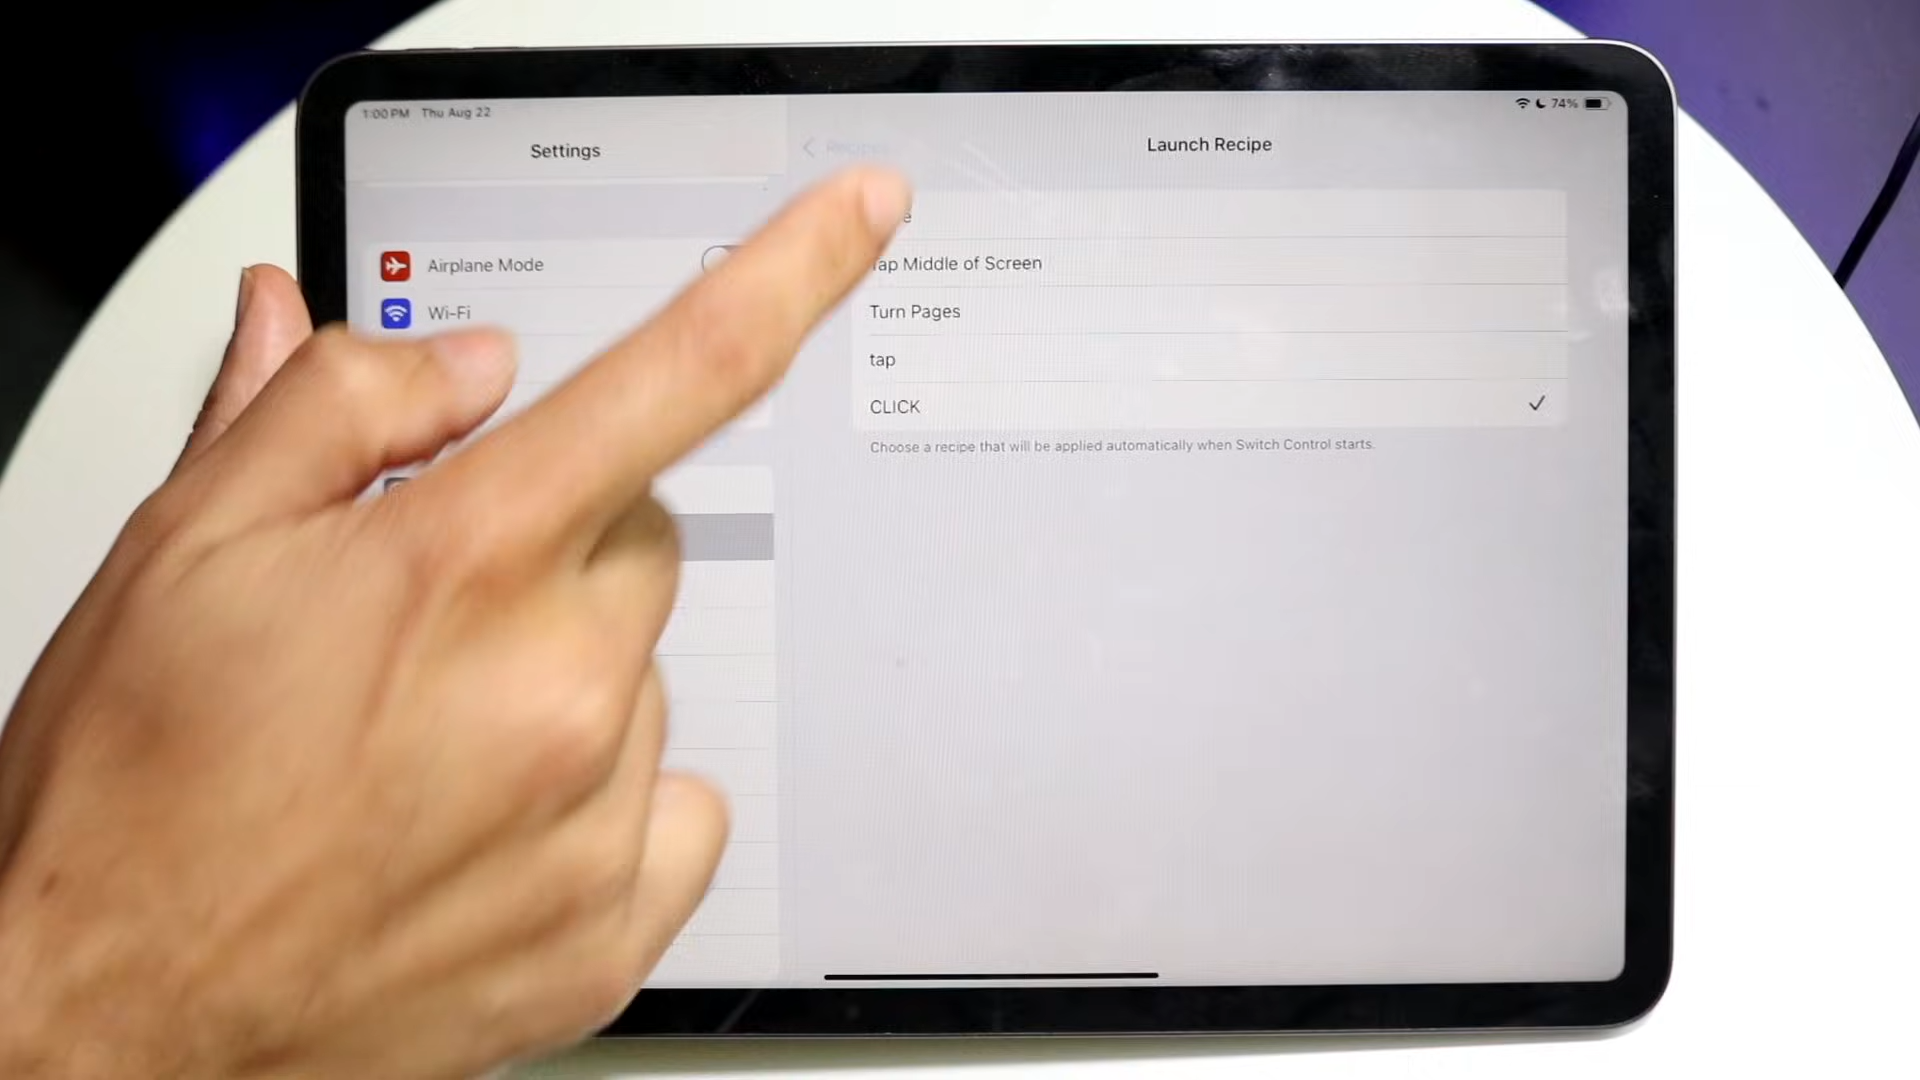 1:00 PM Thu Aug 22
74%
Settings
Recipes
Launch Recipe
Airplane Mode
Wi-Fi
Tap Middle of Screen
Turn Pages
tap
CLICK
Choose a recipe that will be applied automatically when Switch Control starts.